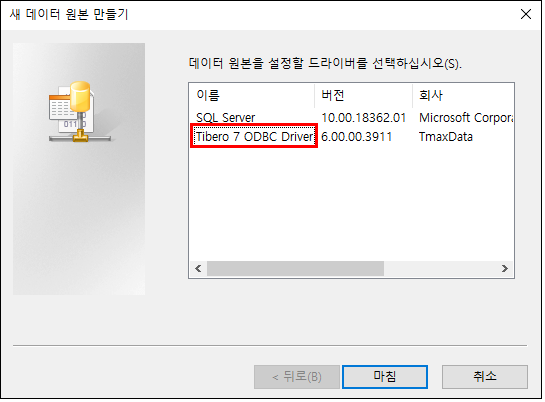 새 데이터 원본 만들기
데이터 원본을 설정할 드라이버를 선택하십시오(S).
이름 버전 회사
SQL Server 10.00.18362.01 Microsoft Corpora
Tibero 7 ODBC Driver 6.00.00.3911 TmaxData
01110
< 뒤로(B) 마침 취소